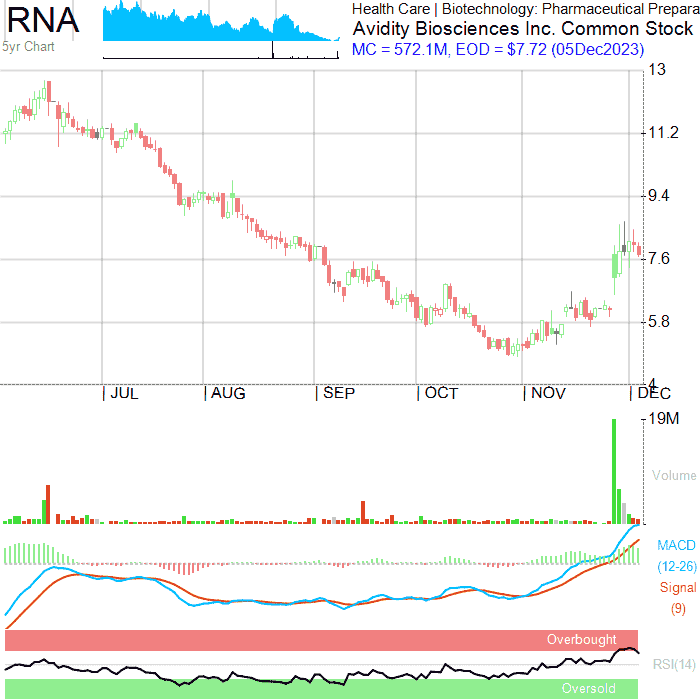 RNA
5yr Chart
Health Care | Biotechnology: Pharmaceutical Prepara
Avidity Biosciences Inc. Common Stock
MC = 572.1M, EOD = $7.72 (05Dec2023)
13
11.2
9.4
7.6
5.8
4
| JUL | AUG | SEP | OCT | NOV | DEC
19M
Volume
MACD
(12-26)
Signal
(9)
Overbought
RSI(14)
Oversold